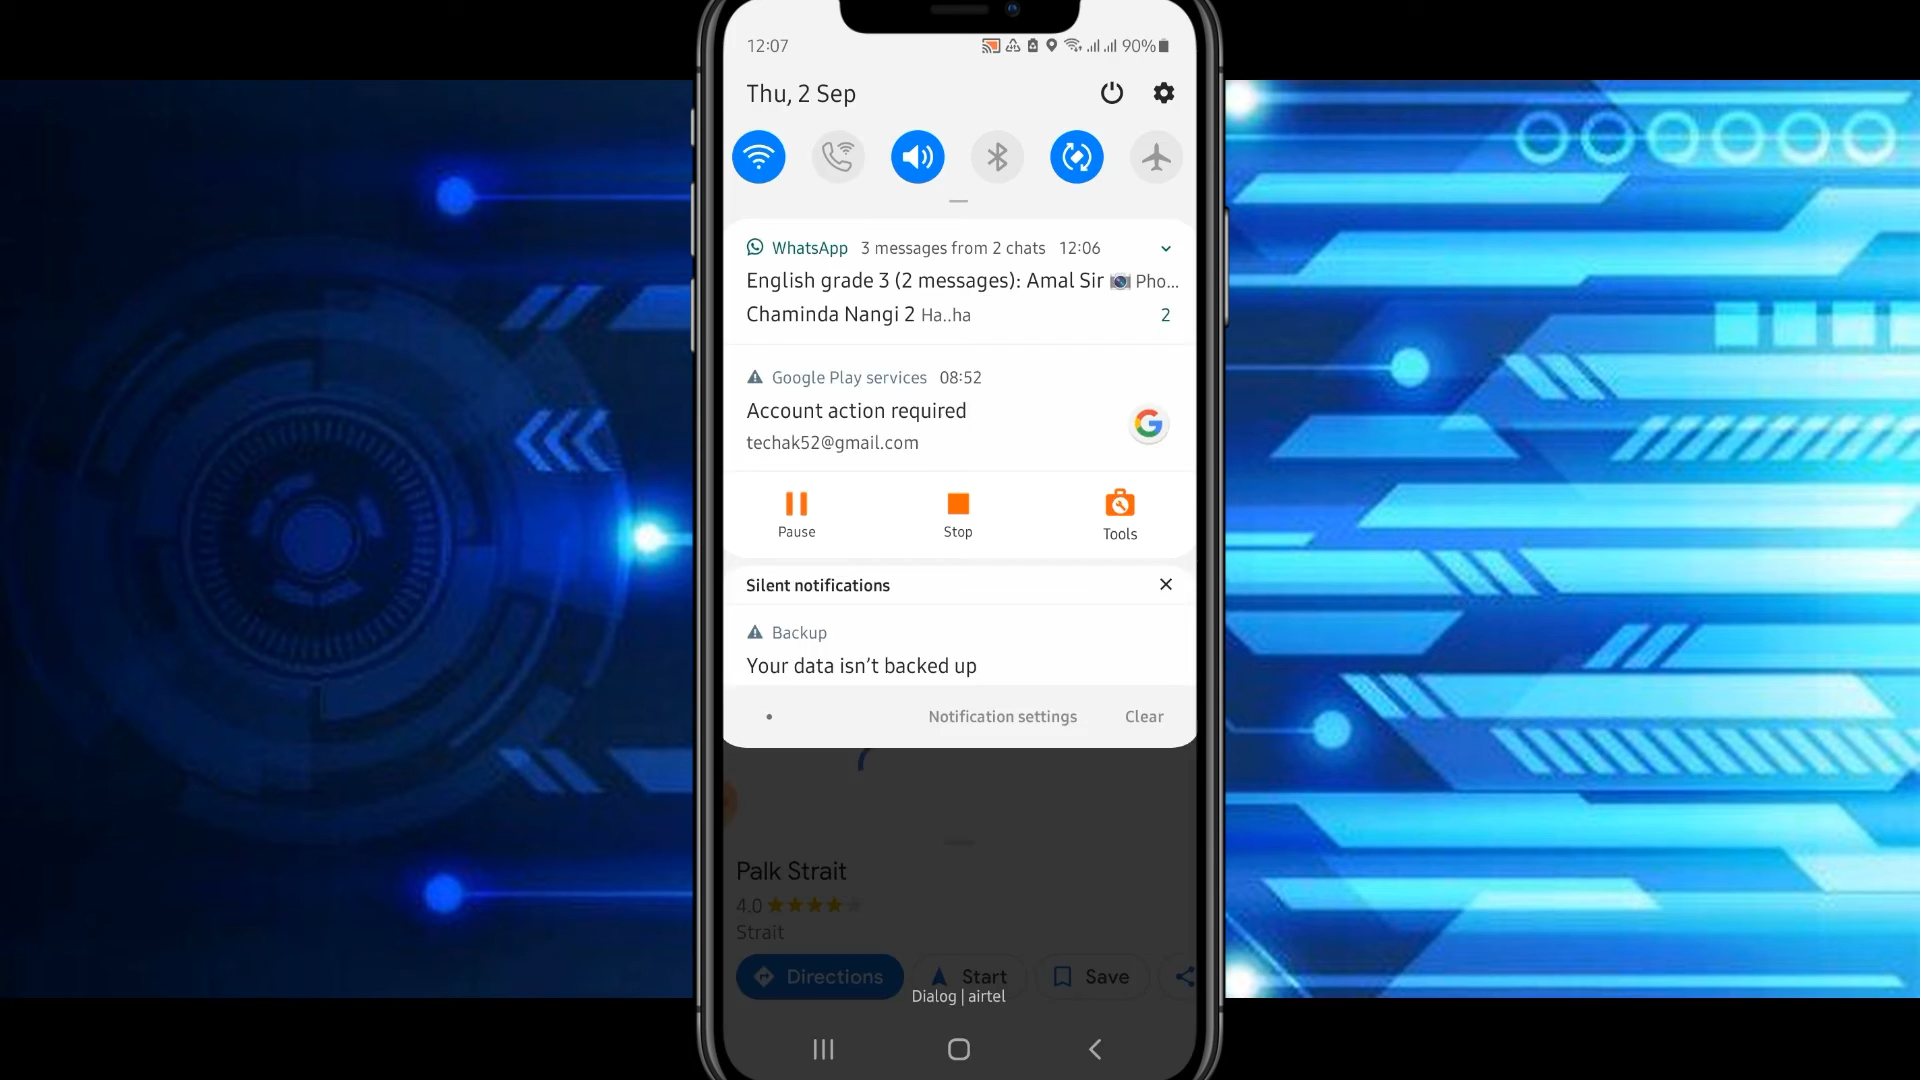 12:07 90%
Thu, 2 Sep
WhatsApp 3 messages from 2 chats 12:06
English grade 3 (2 messages): Amal Sir 📷 Pho...
Chaminda Nangi 2 Ha..ha 2
Google Play services 08:52
Account action required
techak52@gmail.com
Pause Stop Tools
Silent notifications
Backup
Your data isn’t backed up
Notification settings Clear
Palk Strait
4.0
Strait
Directions Start Save
Dialog | airtel